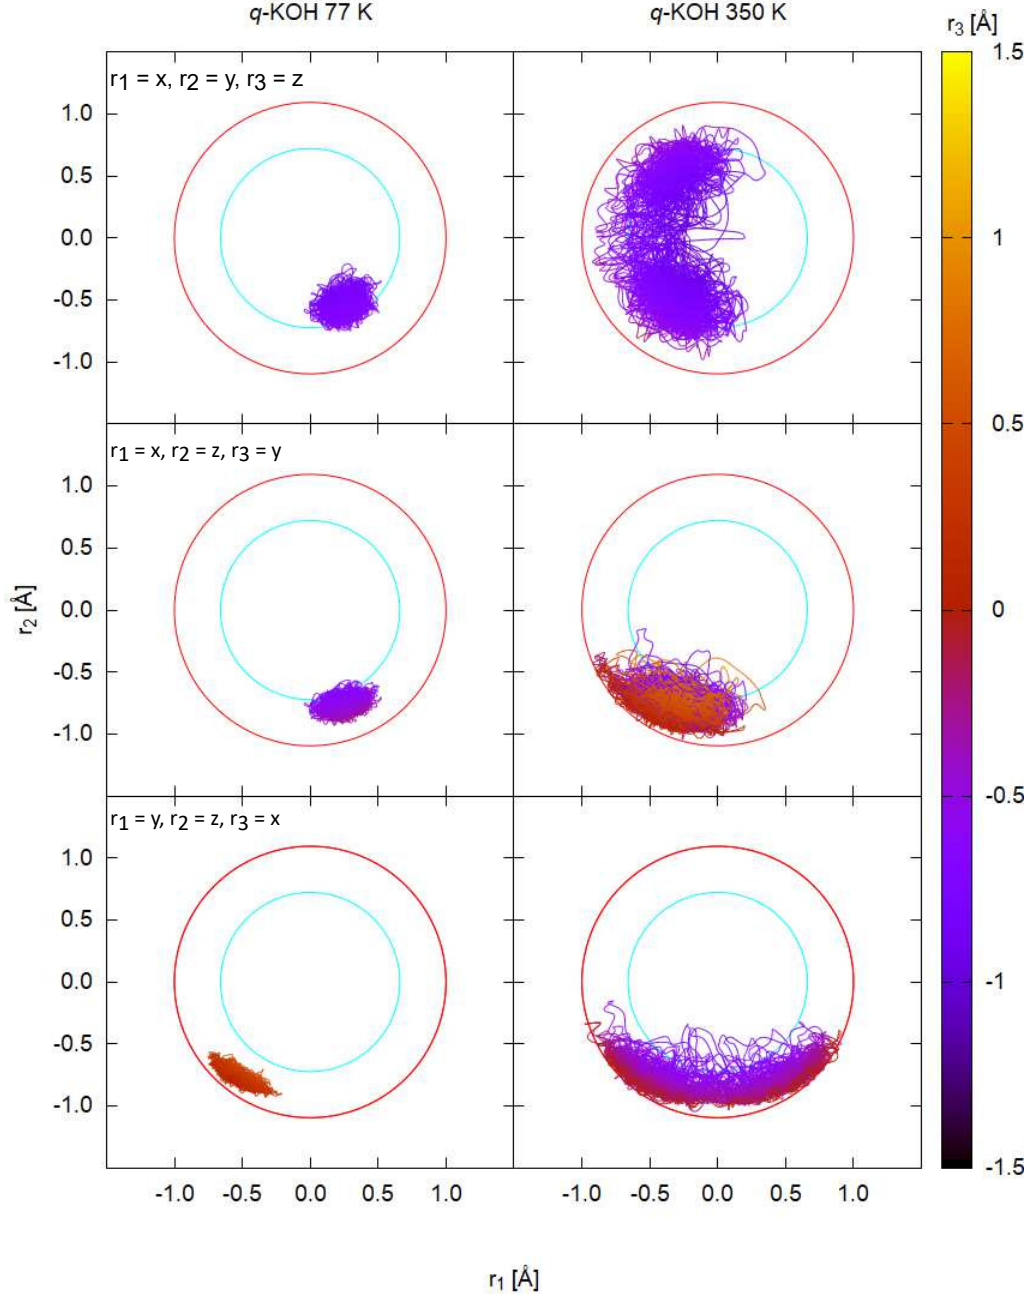 q-KOH 77 K
q-KOH 350 K
r3 [Å]
r1 = x, r2 = y, r3 = z
1.0
0.5
0.0
-0.5
-1.0
r1 = x, r2 = z, r3 = y
1.0
0.5
0.0
-0.5
-1.0
r2 [Å]
r1 = y, r2 = z, r3 = x
1.0
0.5
0.0
-0.5
-1.0
1.5
1
0.5
0
-0.5
-1
-1.5
-1.0 -0.5 0.0 0.5 1.0
-1.0 -0.5 0.0 0.5 1.0
r1 [Å]